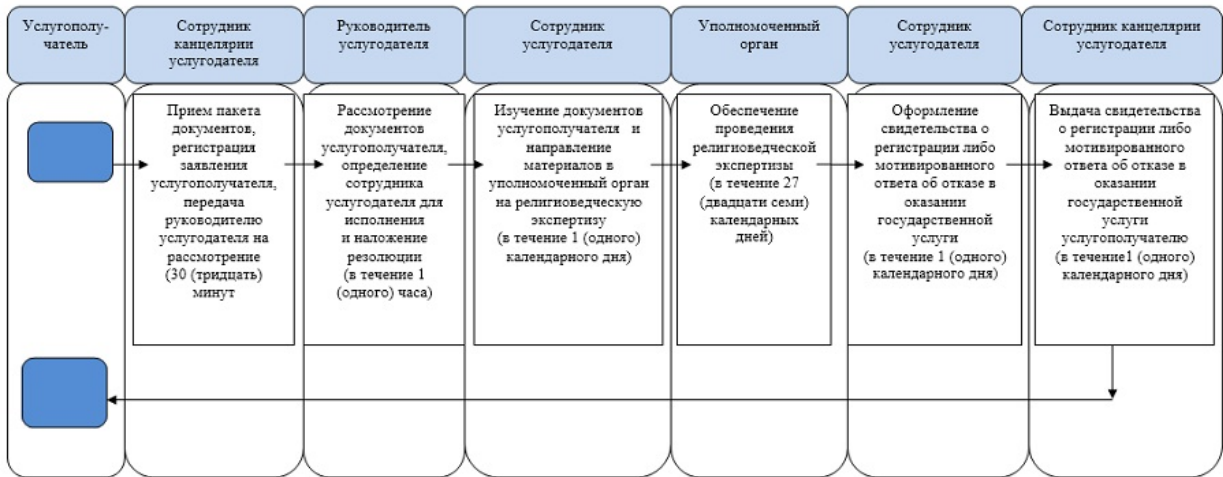 Услугополу-
чатель
Сотрудник
канцелярии
услугодателя
Руководитель
услугодателя
Сотрудник
услугодателя
Уполномоченный
орган
Сотрудник
услугодателя
Сотрудник канцелярии
услугодателя
Прием пакета
документов,
регистрация
заявления
услугополучателя,
передача
руководителю
услугодателя на
рассмотрение
(30 (тридцать)
минут
Рассмотрение
документов
услугополучателя,
определение
сотрудника
услугодателя для
исполнения
и наложение
резолюции
(в течение 1
(одного) часа)
Изучение документов
услугополучателя и
направление
материалов в
уполномоченный орган
на религиоведческую
экспертизу
(в течение 1 (одного)
календарного дня)
Обеспечение
проведения
религиоведческой
экспертизы
(в течение 27
(двадцати семи)
календарных
дней)
Оформление
свидетельства о
регистрации либо
мотивированного
ответа об отказе в
оказании
государственной
услуги
(в течение 1 (одного)
календарного дня)
Выдача свидетельства
о регистрации либо
мотивированного
ответа об отказе в
оказании
государственной
услуги
услугополучателю
(в течение1 (одного)
календарного дня)